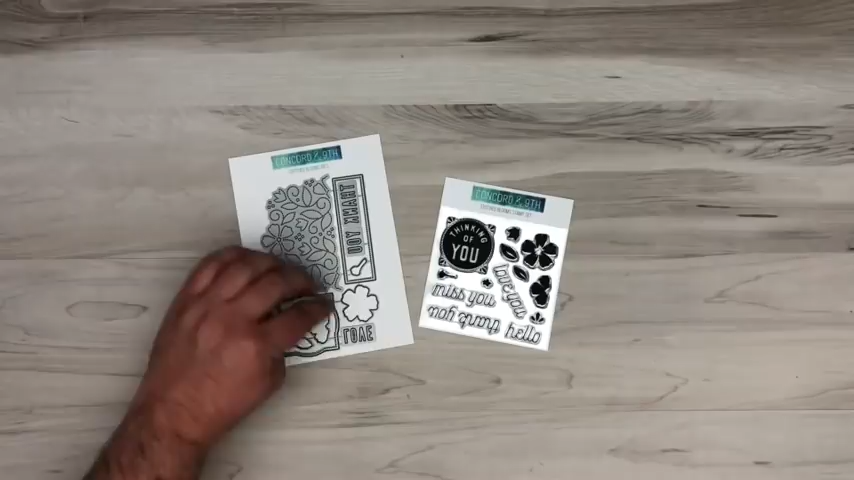 CONCORD & 9TH
THANK YOU
LOVE
CONCORD & 9TH
THINKING
OF
YOU
love you
miss you
thank you
hello